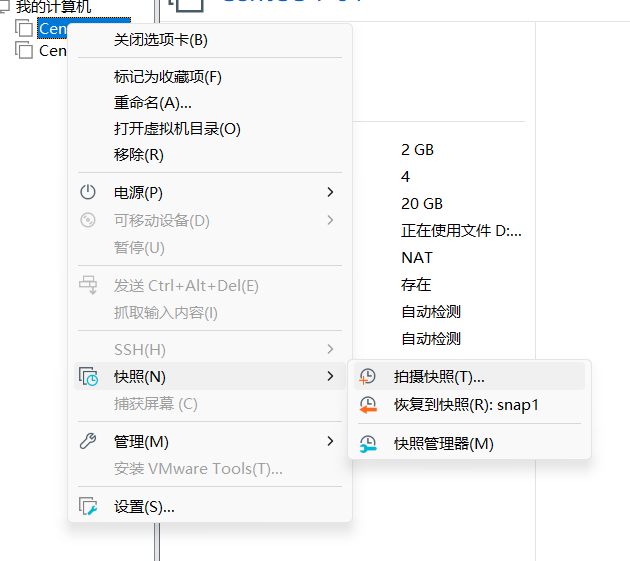 我的计算机
Cen
Cen
关闭选项卡(B)
标记为收藏项(F)
重命名(A)...
打开虚拟机目录(O)
移除(R)
电源(P)
可移动设备(D)
暂停(U)
发送 Ctrl+Alt+Del(E)
抓取输入内容(I)
SSH(H)
快照(N)
捕获屏幕 (C)
管理(M)
安装 VMware Tools(T)...
设置(S)...
拍摄快照(T)...
恢复到快照(R): snap1
快照管理器(M)
2 GB
4
20 GB
正在使用文件 D:...
NAT
存在
自动检测
自动检测